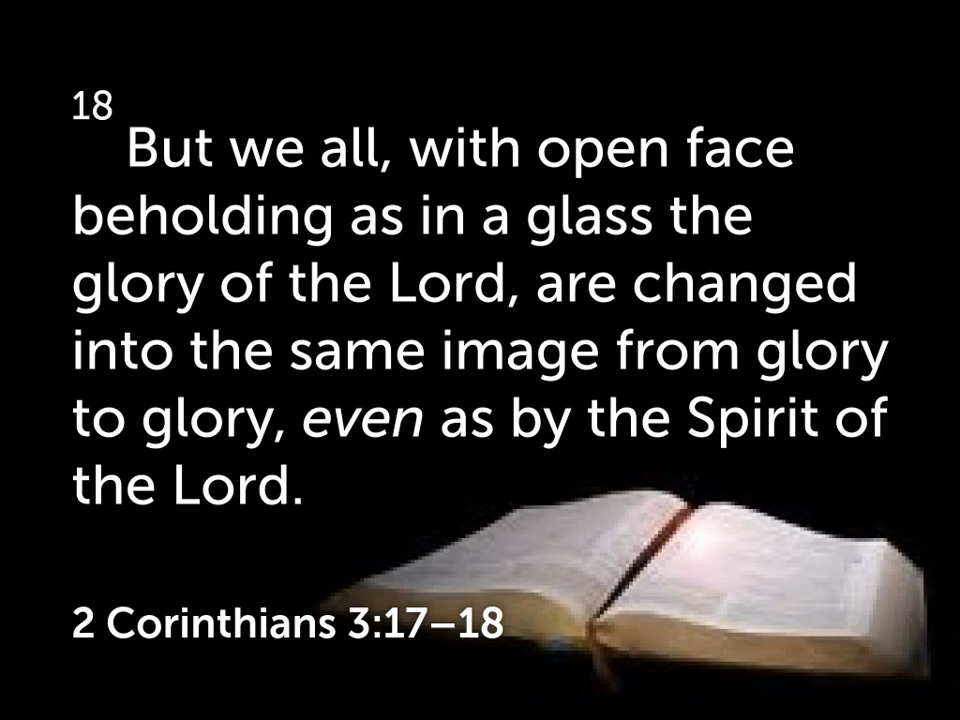 18
But we all, with open face
beholding as in a glass the
glory of the Lord, are changed
into the same image from glory
to glory, even as by the Spirit of
the Lord.
2 Corinthians 3:17–18